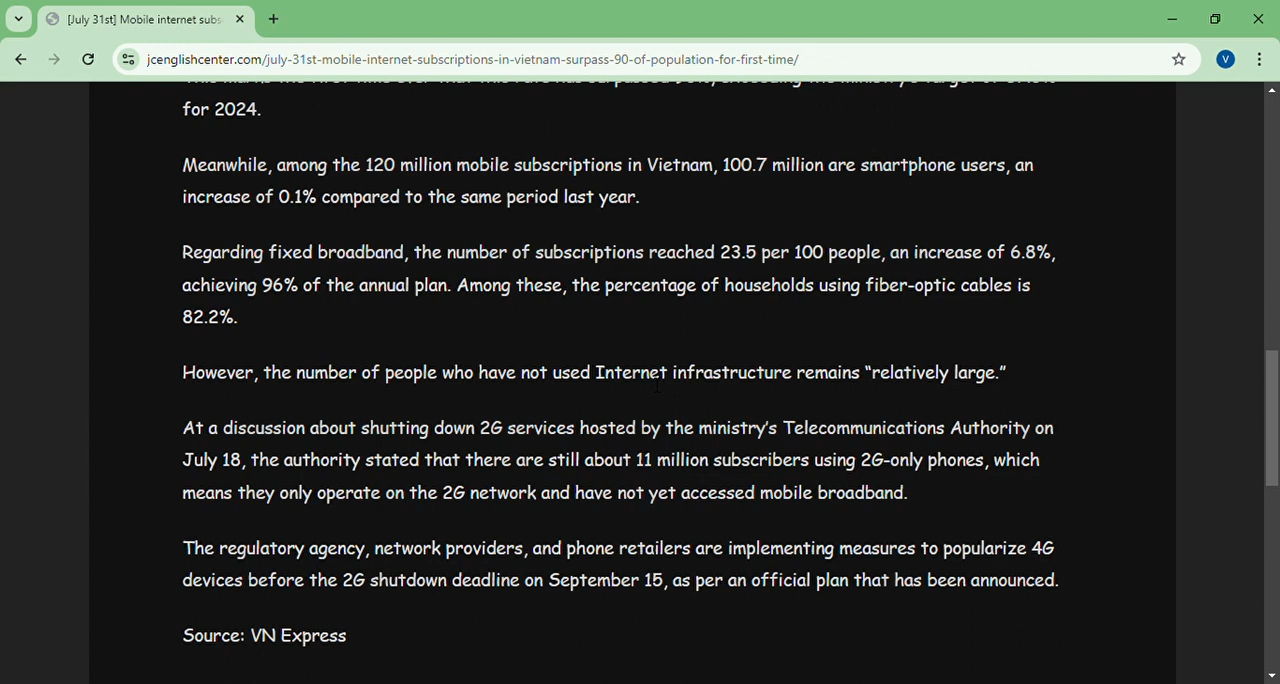 [July 31st] Mobile internet subs
jcenglishcenter.com/july-31st-mobile-internet-subscriptions-in-vietnam-surpass-90-of-population-for-first-time/
V
for 2024.
Meanwhile, among the 120 million mobile subscriptions in Vietnam, 100.7 million are smartphone users, an
increase of 0.1% compared to the same period last year.
Regarding fixed broadband, the number of subscriptions reached 23.5 per 100 people, an increase of 6.8%,
achieving 96% of the annual plan. Among these, the percentage of households using fiber-optic cables is
82.2%.
However, the number of people who have not used Internet infrastructure remains “relatively large.”
At a discussion about shutting down 2G services hosted by the ministry’s Telecommunications Authority on
July 18, the authority stated that there are still about 11 million subscribers using 2G-only phones, which
means they only operate on the 2G network and have not yet accessed mobile broadband.
The regulatory agency, network providers, and phone retailers are implementing measures to popularize 4G
devices before the 2G shutdown deadline on September 15, as per an official plan that has been announced.
Source: VN Express